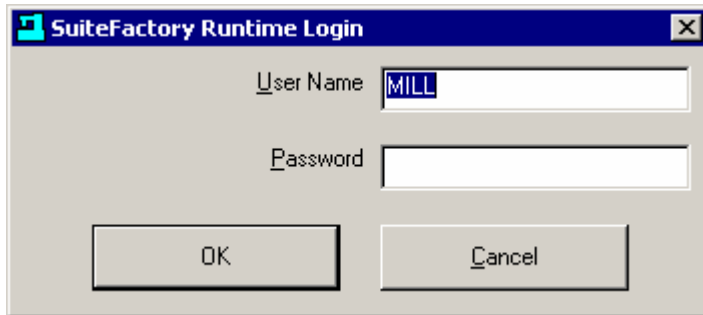 SuiteFactory Runtime Login
User Name MILL
Password
OK Cancel